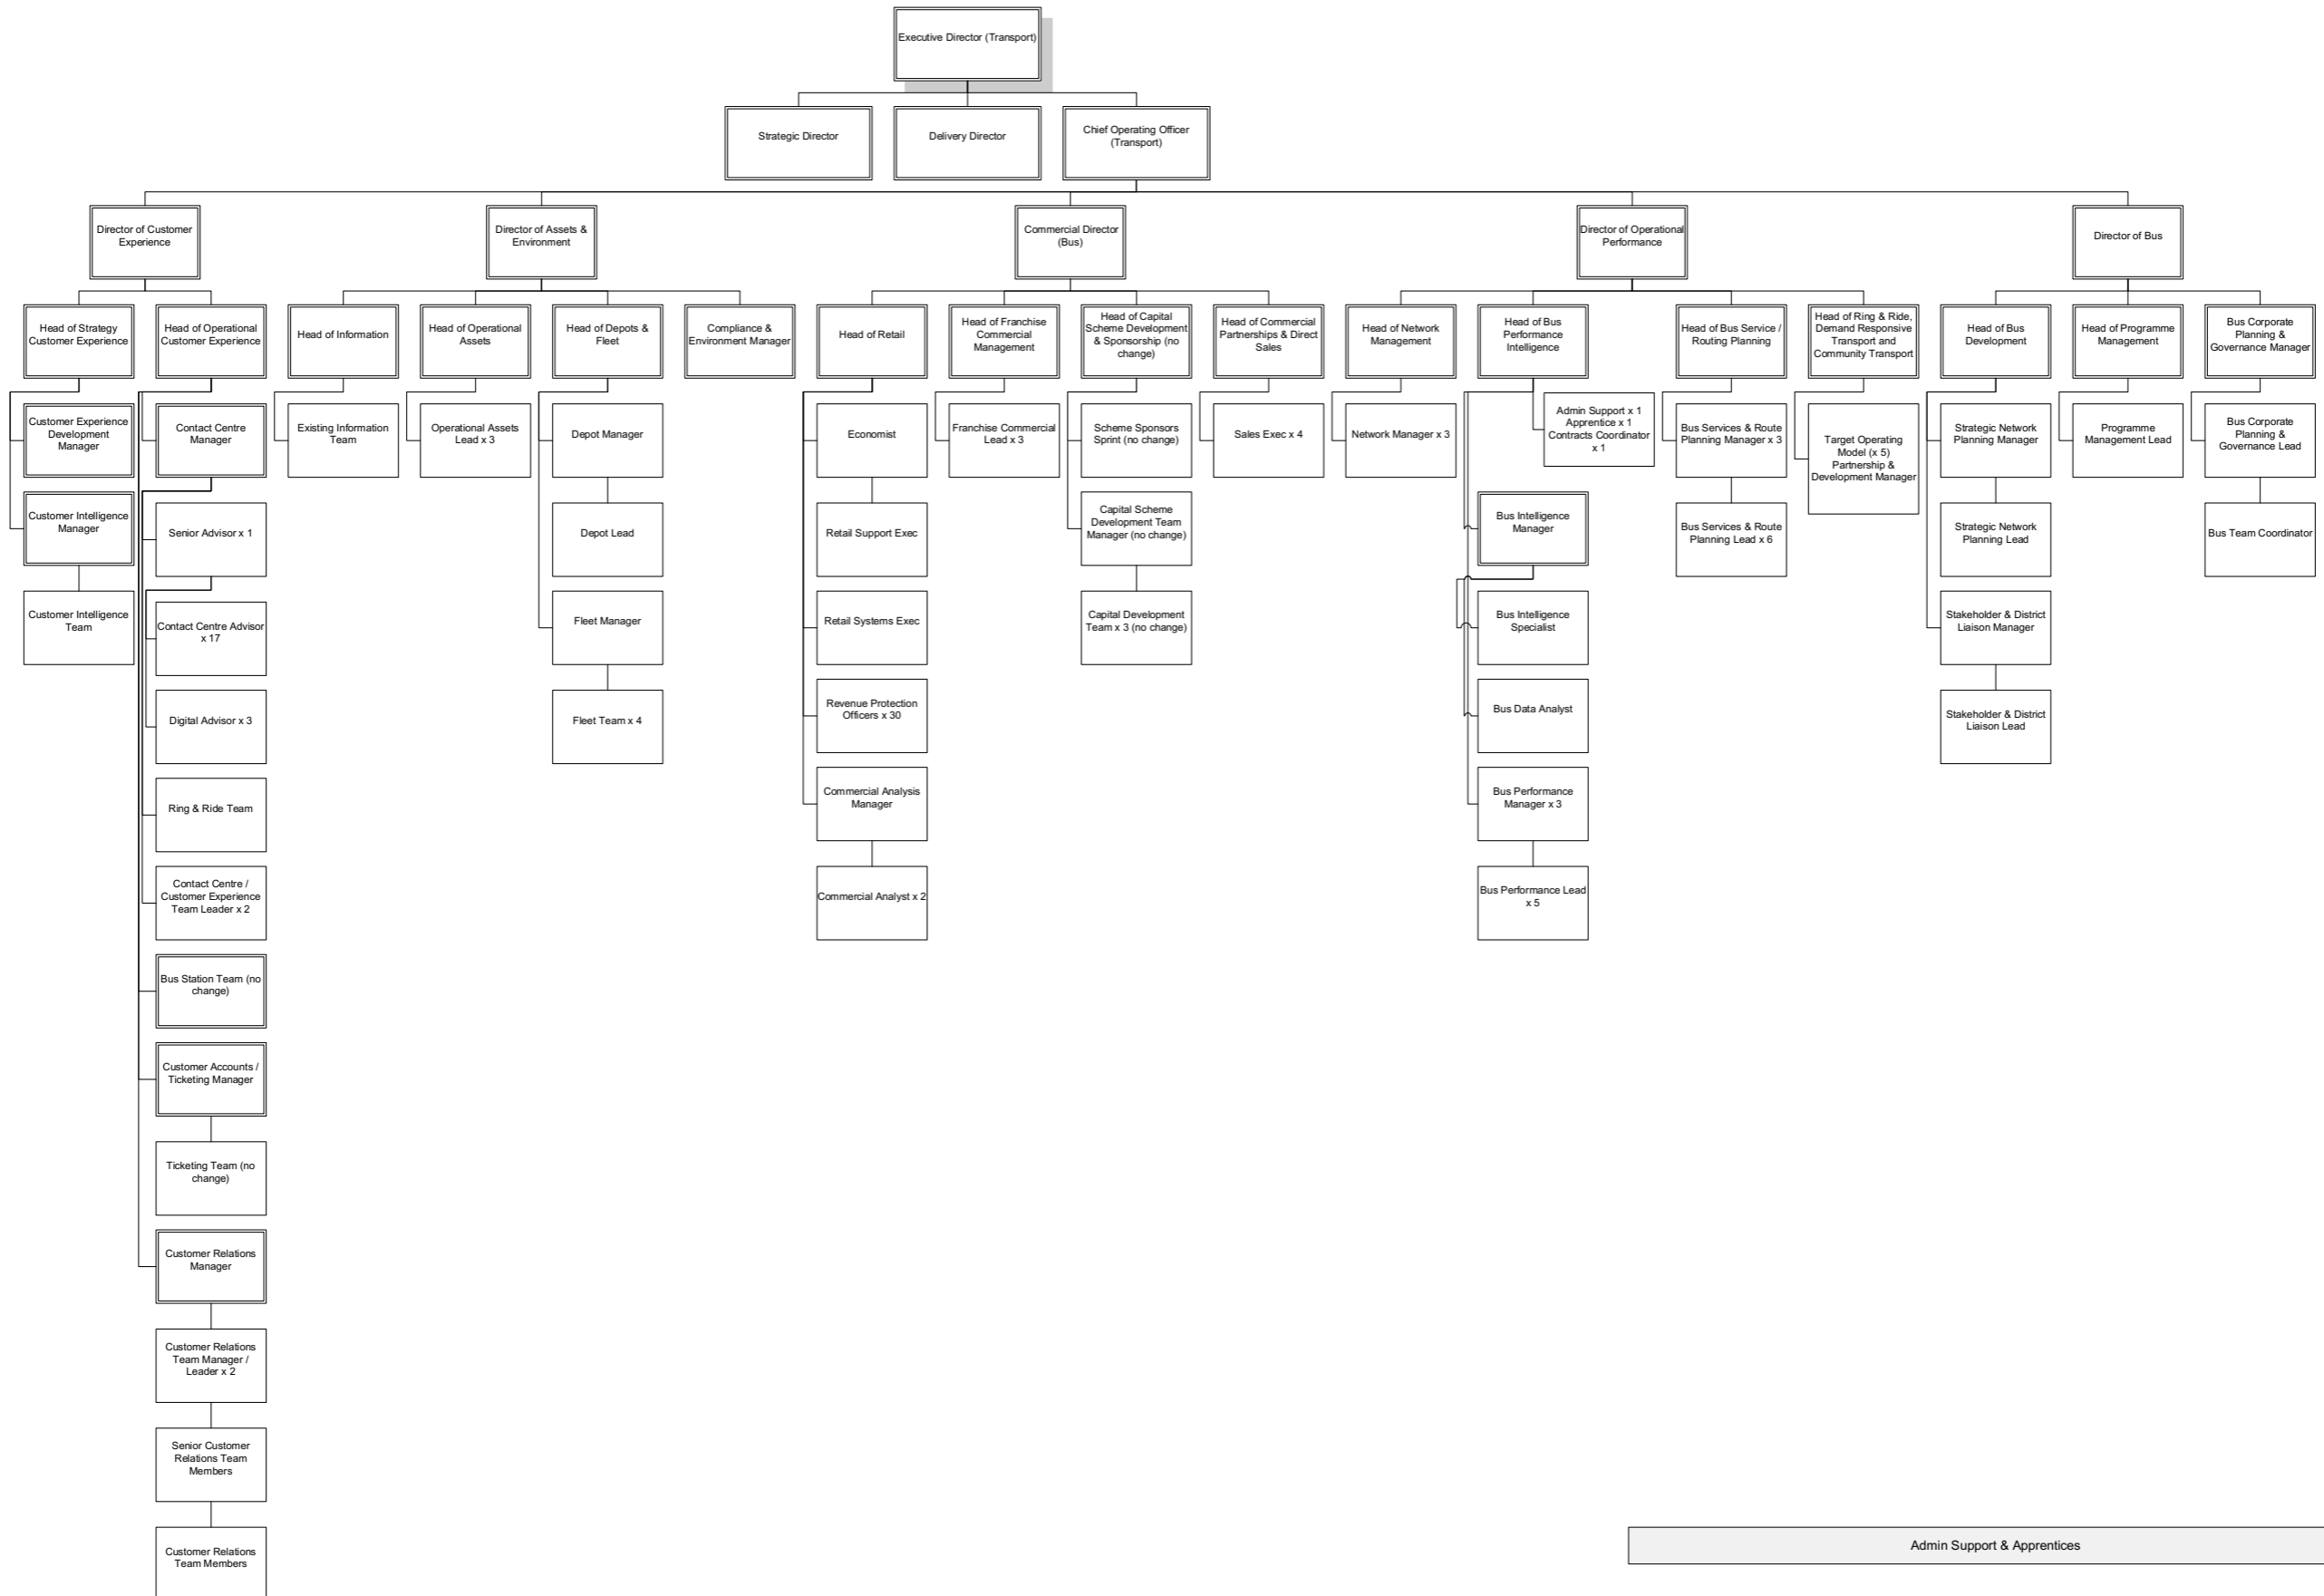 Executive Director (Transport)
Strategic Director
Delivery Director
Chief Operating Officer
(Transport)
Director of Customer
Experience
Director of Assets &
Environment
Commercial Director
(Bus)
Director of Operational
Performance
Director of Bus
Head of Strategy
Customer Experience
Head of Operational
Customer Experience
Head of Information
Head of Operational
Assets
Head of Depots &
Fleet
Compliance &
Environment Manager
Head of Retail
Head of Franchise
Commercial
Management
Head of Capital
Scheme Development
& Sponsorship (no
change)
Head of Commercial
Partnerships & Direct
Sales
Head of Network
Management
Head of Bus
Performance
Intelligence
Head of Bus Service /
Routing Planning
Head of Ring & Ride,
Demand Responsive
Transport and
Community Transport
Head of Bus
Development
Head of Programme
Management
Bus Corporate
Planning &
Governance Manager
Customer Experience
Development
Manager
Contact Centre
Manager
Existing Information
Team
Operational Assets
Lead x 3
Depot Manager
Economist
Franchise Commercial
Lead x 3
Scheme Sponsors
Sprint (no change)
Sales Exec x 4
Network Manager x 3
Admin Support x 1
Apprentice x 1
Contracts Coordinator
x 1
Bus Services & Route
Planning Manager x 3
Target Operating
Model (x 5)
Partnership &
Development Manager
Strategic Network
Planning Manager
Programme
Management Lead
Bus Corporate
Planning &
Governance Lead
Customer Intelligence
Manager
Senior Advisor x 1
Depot Lead
Retail Support Exec
Capital Scheme
Development Team
Manager (no change)
Bus Intelligence
Manager
Bus Services & Route
Planning Lead x 6
Strategic Network
Planning Lead
Bus Team Coordinator
Customer Intelligence
Team
Contact Centre Advisor
x 17
Fleet Manager
Retail Systems Exec
Capital Development
Team x 3 (no change)
Bus Intelligence
Specialist
Stakeholder & District
Liaison Manager
Digital Advisor x 3
Fleet Team x 4
Revenue Protection
Officers x 30
Bus Data Analyst
Stakeholder & District
Liaison Lead
Ring & Ride Team
Commercial Analysis
Manager
Bus Performance
Manager x 3
Contact Centre /
Customer Experience
Team Leader x 2
Commercial Analyst x 2
Bus Performance Lead
x 5
Bus Station Team (no
change)
Customer Accounts /
Ticketing Manager
Ticketing Team (no
change)
Customer Relations
Manager
Customer Relations
Team Manager /
Leader x 2
Senior Customer
Relations Team
Members
Customer Relations
Team Members
Admin Support & Apprentices